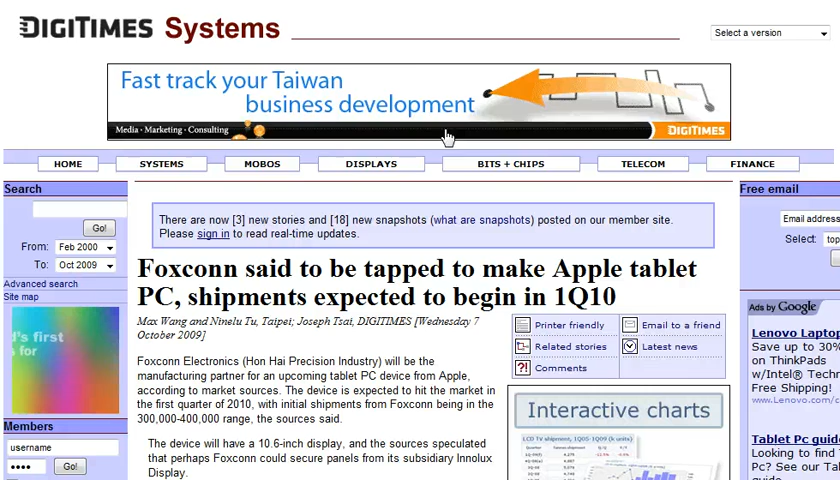 DIGITIMES Systems
Select a version
Fast track your Taiwan
business development
Media • Marketing • Consulting
DIGITIMES
HOME
SYSTEMS
MOBOS
DISPLAYS
BITS + CHIPS
TELECOM
FINANCE
Search
Go!
From: Feb 2000
To: Oct 2009
Advanced search
Site map
d's first
for
Members
username
Go!
There are now [3] new stories and [18] new snapshots (what are snapshots) posted on our member site.
Please sign in to read real-time updates.
Foxconn said to be tapped to make Apple tablet
PC, shipments expected to begin in 1Q10
Max Wang and Ninelu Tu, Taipei; Joseph Tsai, DIGITIMES [Wednesday 7
October 2009]
Foxconn Electronics (Hon Hai Precision Industry) will be the
manufacturing partner for an upcoming tablet PC device from Apple,
according to market sources. The device is expected to hit the market in
the first quarter of 2010, with initial shipments from Foxconn being in the
300,000-400,000 range, the sources said.
The device will have a 10.6-inch display, and the sources speculated
that perhaps Foxconn could secure panels from its subsidiary Innolux
Display.
Printer friendly
Email to a friend
Related stories
Latest news
Comments
Interactive charts
LCD TV shipment, 1Q05-1Q09 (k units)
Free email
Email address
Select: top
Ads by Google
Lenovo Laptop
Save up to 30%
on ThinkPads
w/Intel® Tech
Free Shipping!
www.Lenovo.com/c
Tablet Pc guide
Looking to find
Pc? See our Tab
guide